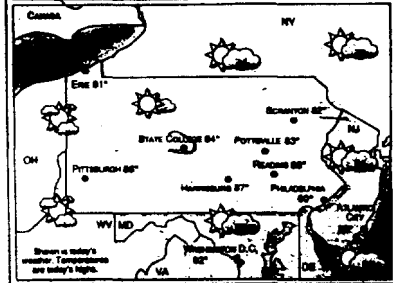 CANADA
NY
ERIE 81°
SCRANTON 82°
STATE COLLEGE 84°
POTTSVILLE 83°
NJ
OH
PITTSBURGH 86°
READING
HARRISBURG 87°
PHILADELPHIA
ATLANTIC
CITY
WV
MD
WASHINGTON D.C.
92°
VA
DE
Shown is today's
weather. Temperatures
are today's highs.